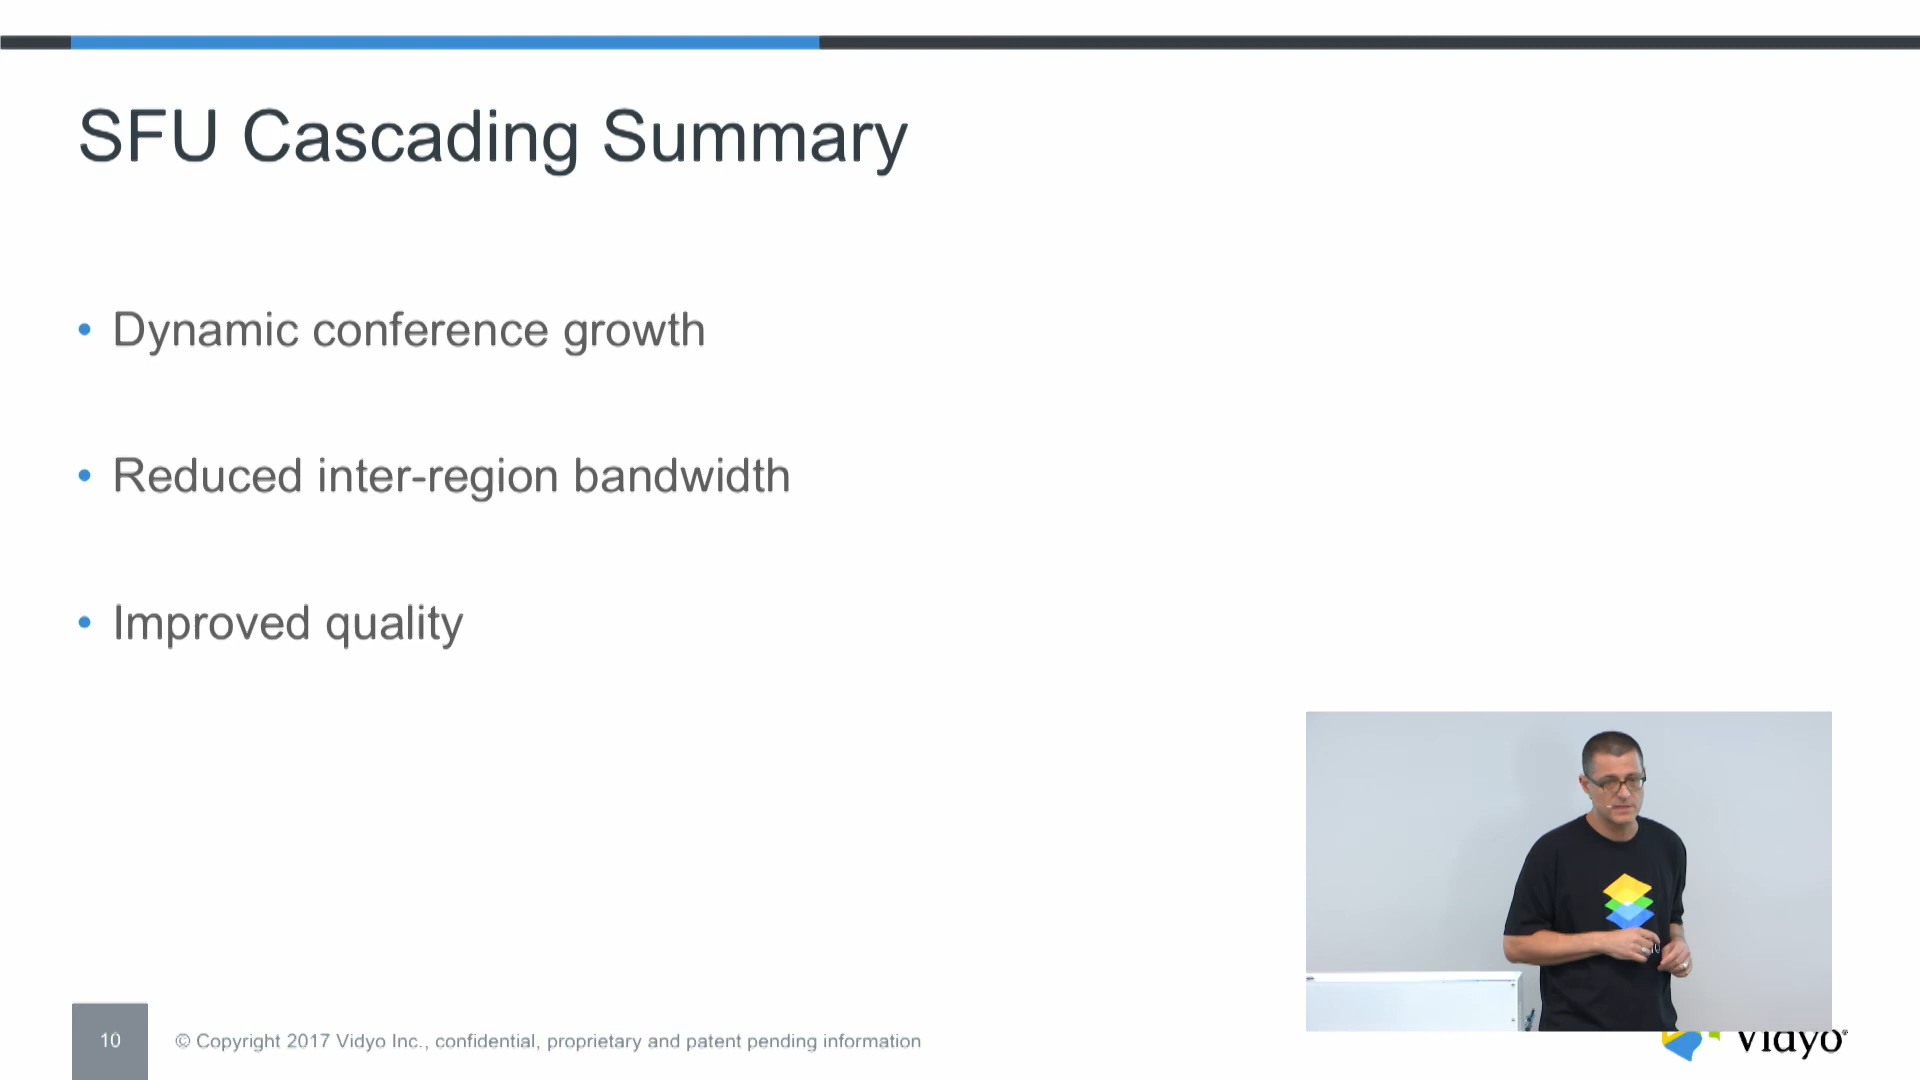 SFU Cascading Summary
• Dynamic conference growth
• Reduced inter-region bandwidth
• Improved quality
10
© Copyright 2017 Vidyo Inc., confidential, proprietary and patent pending information
Vidyo®